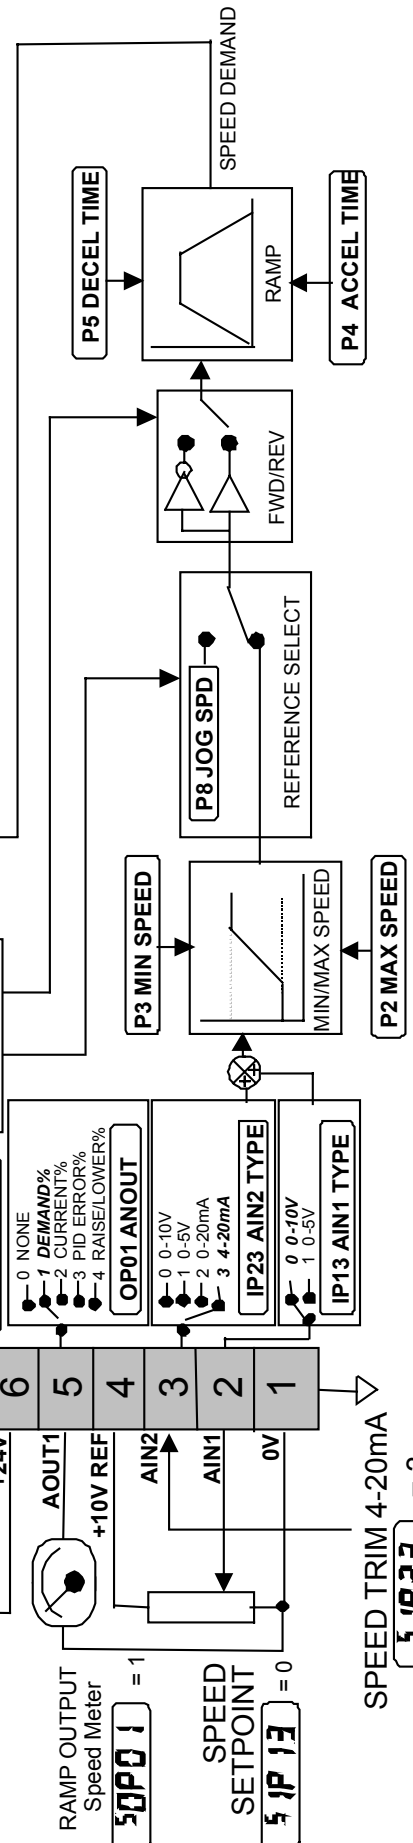 SPEED DEMAND
P5 DECEL TIME
RAMP
P4 ACCEL TIME
FWD/REV
P8 JOG SPD
REFERENCE SELECT
P3 MIN SPEED
MIN/MAX SPEED
P2 MAX SPEED
0 NONE
1 DEMAND%
2 CURRENT%
3 PID ERROR%
4 RAISE/LOWER%
OP01 ANOUT
0 0-10V
1 0-5V
2 0-20mA
3 4-20mA
IP23 AIN2 TYPE
0 0-10V
1 0-5V
IP13 AIN1 TYPE
6
5
4
3
2
1
AOUT1
+10V REF
AIN2
AIN1
0V
RAMP OUTPUT
Speed Meter
SOP01
= 1
SPEED
SETPOINT
S IP 13
= 0
SPEED TRIM 4-20mA